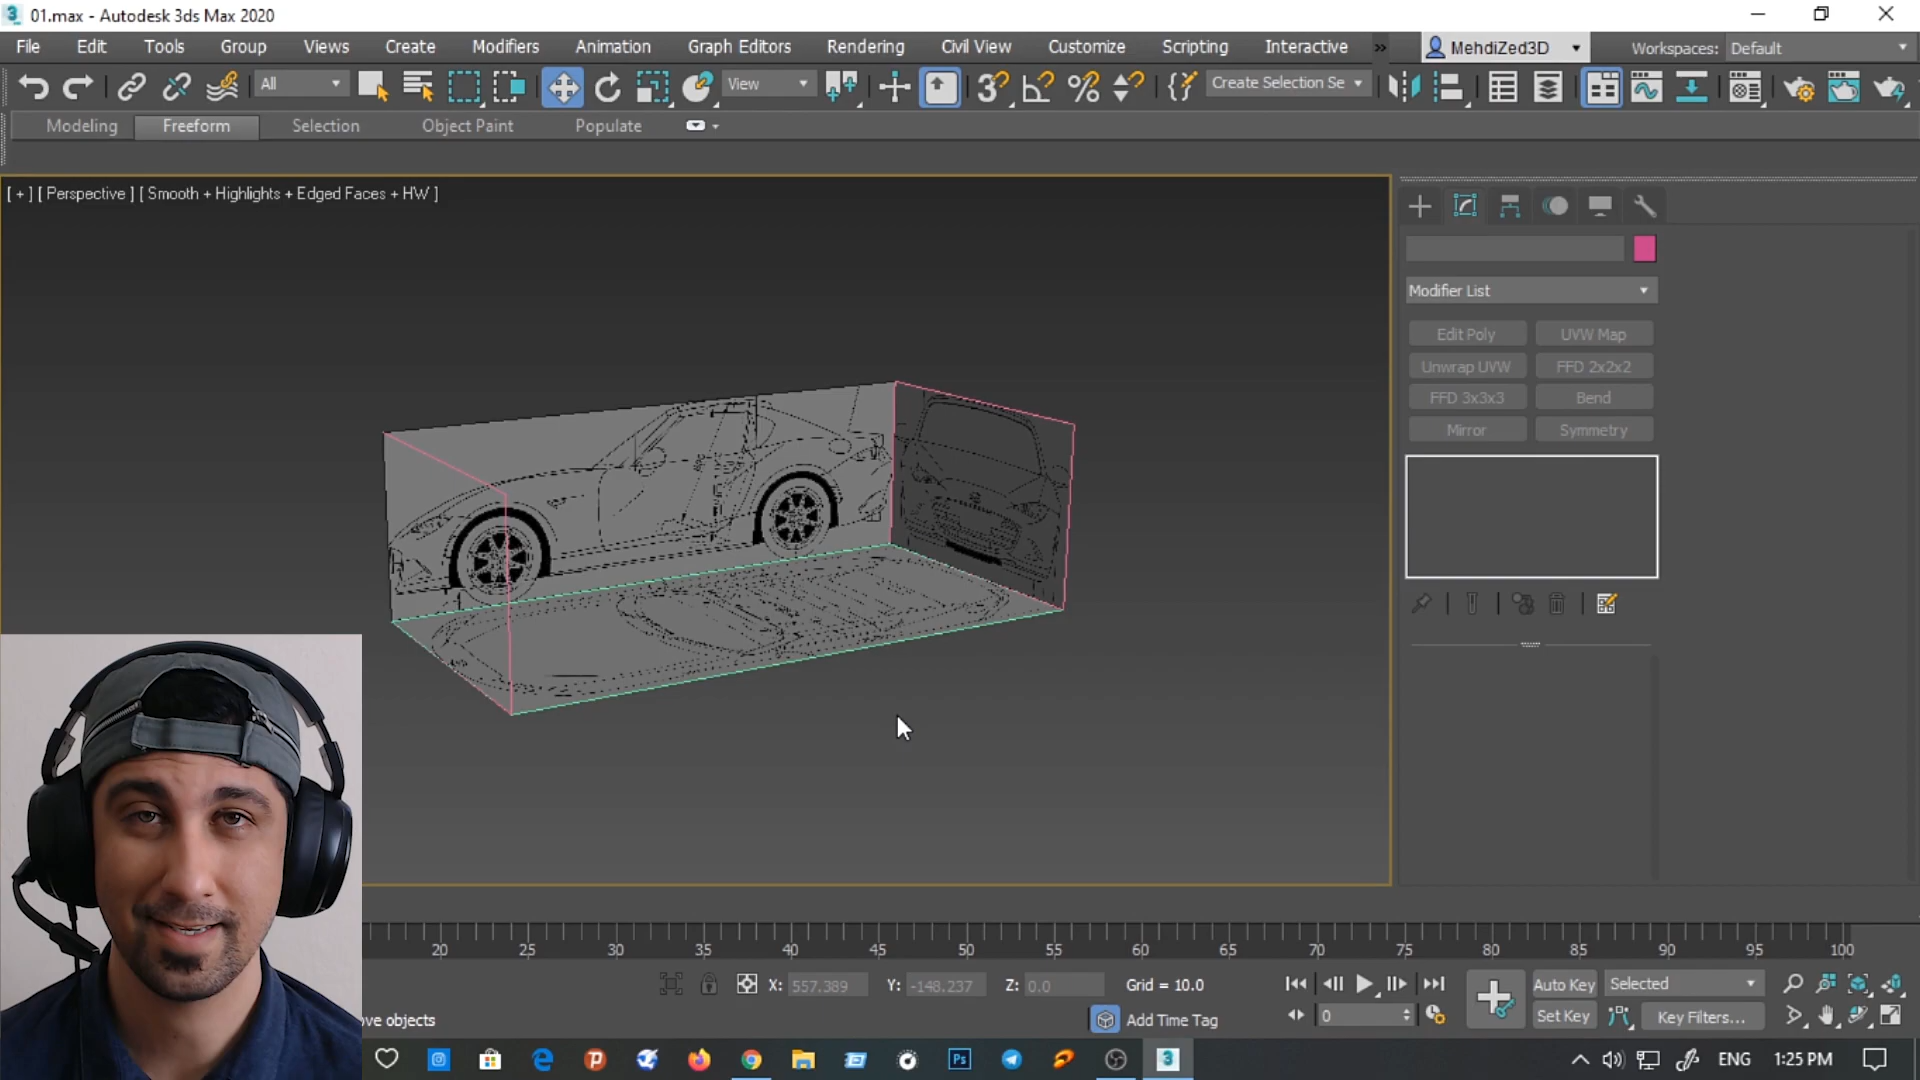 01.max - Autodesk 3ds Max 2020
File Edit Tools Group Views Create Modifiers Animation Graph Editors Rendering Civil View Customize Scripting Interactive » MehdiZed3D Workspaces: Default
All View Create Selection Se
Modeling Freeform Selection Object Paint Populate
[ + ] [ Perspective ] [ Smooth + Highlights + Edged Faces + HW ]
Modifier List
Edit Poly UVW Map
Unwrap UVW FFD 2x2x2
FFD 3x3x3 Bend
Mirror Symmetry
20 25 30 35 40 45 50 55 60 65 70 75 80 85 90 95 100
X: 557.389 Y: -148.237 Z: 0.0 Grid = 10.0 Auto Key Selected
0 Set Key Key Filters...
ove objects Add Time Tag
Ps 3 ENG 1:25 PM